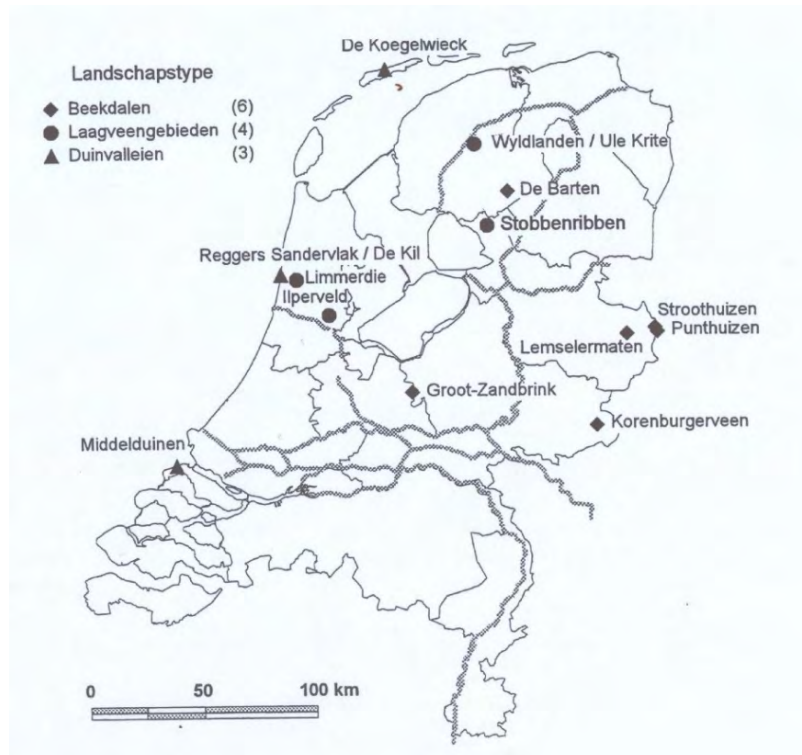 De Koegelwieck
Landschapstype
Beekdalen (6)
Laagveengebieden (4)
Duinvalleien (3)
Wyldlanden / Ule Krite
De Barten
Stobbenribben
Reggers Sandervlak / De Kil
Limmerdie
Ilperveld
Stroothuizen
Punthuizen
Lemselermaten
Groot-Zandbrink
Korenburgerveen
Middelduinen
0 50 100 km